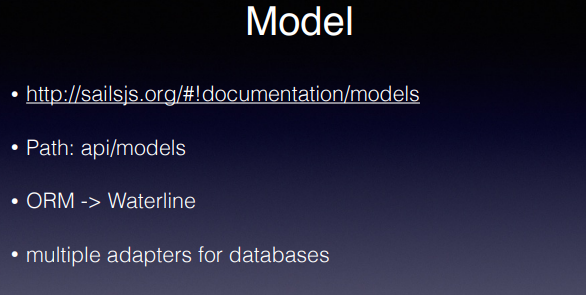 Model
• http://sailsjs.org/#!documentation/models
• Path: api/models
• ORM -> Waterline
• multiple adapters for databases